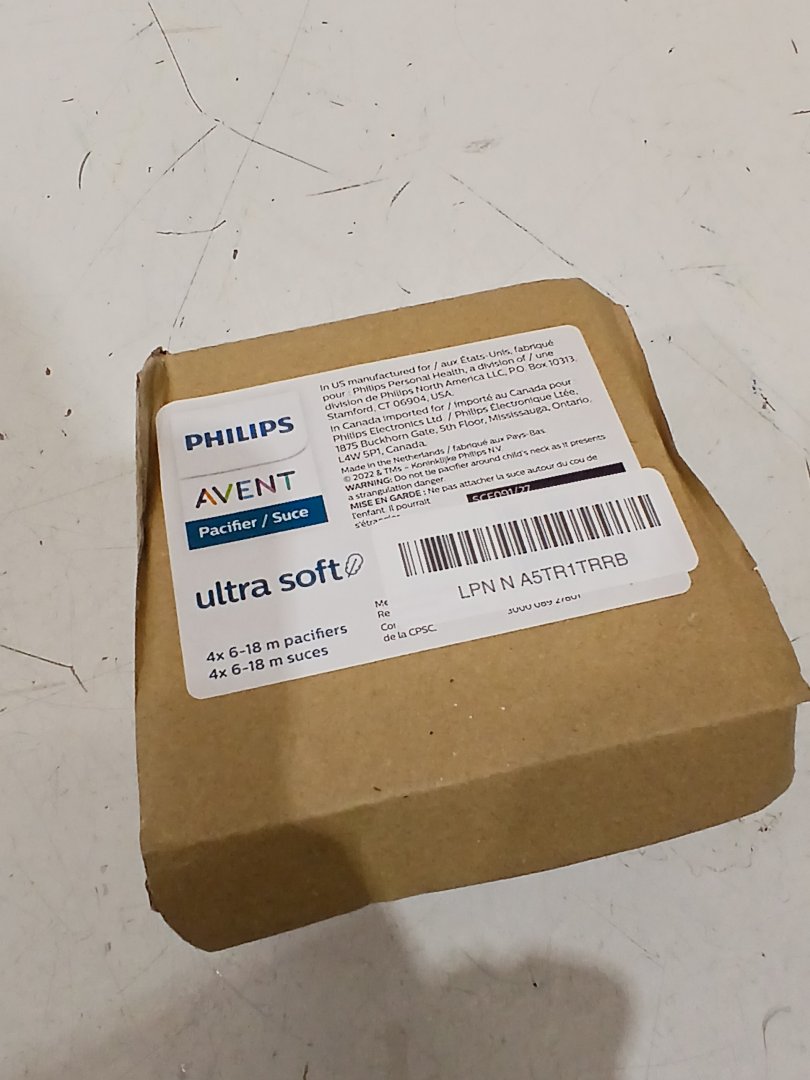 PHILIPS
AVENT
Pacifier / Suce
ultra soft
4x 6-18 m pacifiers
4x 6-18 m suces
In US manufactured for / aux États-Unis, fabriqué
pour : Philips Personal Health, a division of / une
division de Philips North America LLC, P.O. Box 10313,
Stamford, CT 06904, USA.
In Canada imported for / importé au Canada pour
Philips Electronics Ltd. / Philips Électronique Ltée,
1875 Buckhorn Gate, 5th Floor, Mississauga, Ontario,
L4W 5P1, Canada.
Made in the Netherlands / fabriqué aux Pays-Bas
© 2022 & TMs – Koninklijke Philips N.V.
WARNING: Do not tie pacifier around child's neck as it presents
a strangulation danger.
MISE EN GARDE : Ne pas attacher la suce autour du cou de
l'enfant. Il pourrait
SCF091/27
LPN N A5TR1TRRB
Me
Re
Cor
de la CPSC.